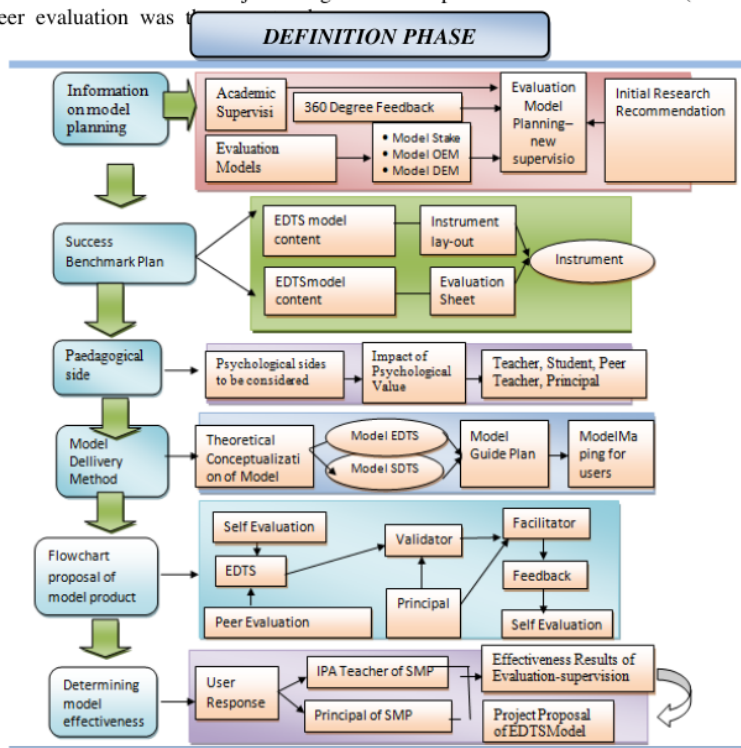 eer evaluation was
DEFINITION PHASE
Information
on model
planning
Academic
Supervisi
360 Degree Feedback
Evaluation
Models
• Model Stake
• Model OEM
• Model DEM
Evaluation
Model
Planning–
new
supervisio
Initial Research
Recommendation
Success
Benchmark Plan
EDTS model
content
Instrument
lay-out
EDTSmodel
content
Evaluation
Sheet
Instrument
Paedagogical
side
Psychological sides
to be considered
Impact of
Psychological
Value
Teacher, Student, Peer
Teacher, Principal
Model
Dellivery
Method
Theoretical
Conceptualizati
on of Model
Model EDTS
Model SDTS
Model
Guide Plan
ModelMa
ping for
users
Flowchart
proposal of
model product
Self Evaluation
EDTS
Peer Evaluation
Validator
Principal
Facilitator
Feedback
Self Evaluation
Determining
model
effectiveness
User
Response
IPA Teacher of SMP
Principal of SMP
Effectiveness Results of
Evaluation-supervision
Project Proposal
of EDTSModel